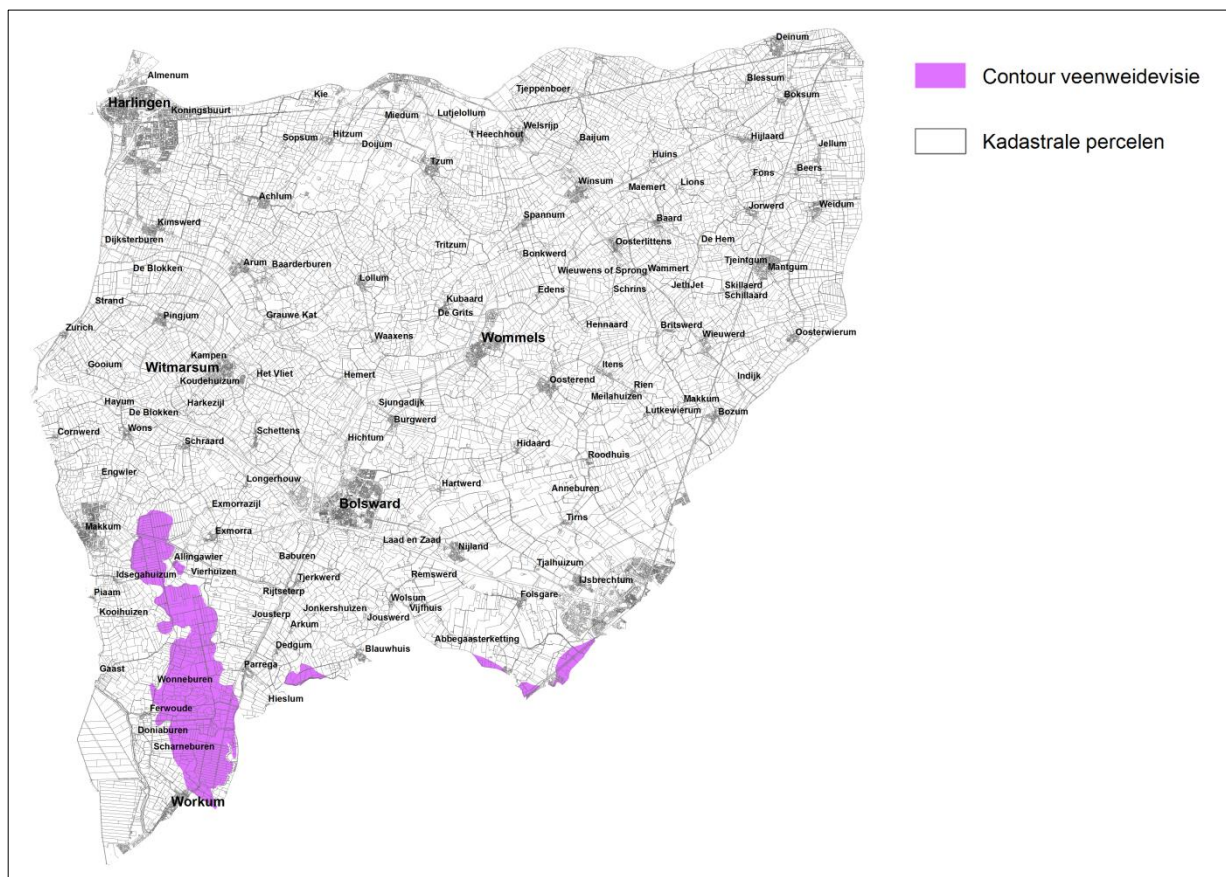 Deinum
Almenum
Blessum
Tjeppenboer
Kie
Boksum
Harlingen
Koningsbuurt
Miedum
Lutjelollum
Welsrijp
't Heechhout
Sopsum
Hitzum
Doijum
Baijum
Hijlaard
Jellum
Huins
Tzum
Beers
Fons
Winsum
Maemert
Lions
Achlum
Jorwerd
Weidum
Spannum
Baard
Kimswerd
Dijksterburen
Tritzum
Oosterlittens
De Hem
Bonkwerd
Tjeintgum
Mantgum
De Blokken
Arum
Baarderburen
Wieuwens of Sprong
Wammert
Lollum
Edens
Schrins
JethJet
Skillaerd
Schillaard
Strand
Kubaard
De Grits
Pingjum
Grauwe Kat
Zurich
Waaxens
Wommels
Hennaard
Britswerd
Wieuwerd
Oosterwierum
Kampen
Gooium
Witmarsum
Koudehuizum
Het Vliet
Hemert
Itens
Indijk
Oosterend
Rien
Meilahuizen
Hayum
Harkezijl
De Blokken
Sjungadijk
Burgwerd
Makkum
Lutkewierum
Bozum
Cornwerd
Wons
Schraard
Schettens
Hichtum
Hidaard
Roodhuis
Engwier
Longerhouw
Hartwerd
Anneburen
Exmorrazijl
Bolsward
Makkum
Exmorra
Tirns
Laad en Zaad
Nijland
Allingawier
Vierhuizen
Baburen
Tjalhuizum
Idsegahuizum
Tjerkwerd
Remswerd
IJsbrechtum
Piaam
Rijtseterp
Wolsum
Vijfhuis
Folsgare
Kooihuizen
Jousterp
Jonkershuizen
Jouswerd
Arkum
Abbegaasterketting
Dedgum
Blauwhuis
Gaast
Parrega
Wonneburen
Hieslum
Ferwoude
Doniaburen
Scharneburen
Workum
Contour veenweidevisie
Kadastrale percelen